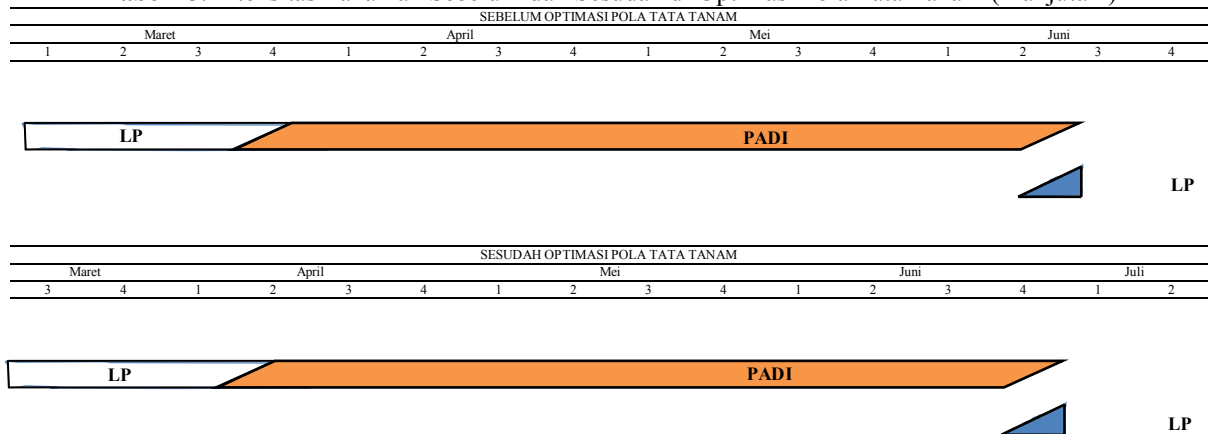 SEBELUM OPTIMASI POLA TATA TANAM
Maret April Mei Juni
1 2 3 4 1 2 3 4 1 2 3 4 1 2 3 4
LP PADI
LP
SESUDAH OPTIMASI POLA TATA TANAM
Maret April Mei Juni Juli
3 4 1 2 3 4 1 2 3 4 1 2 3 4 1 2
LP PADI
LP